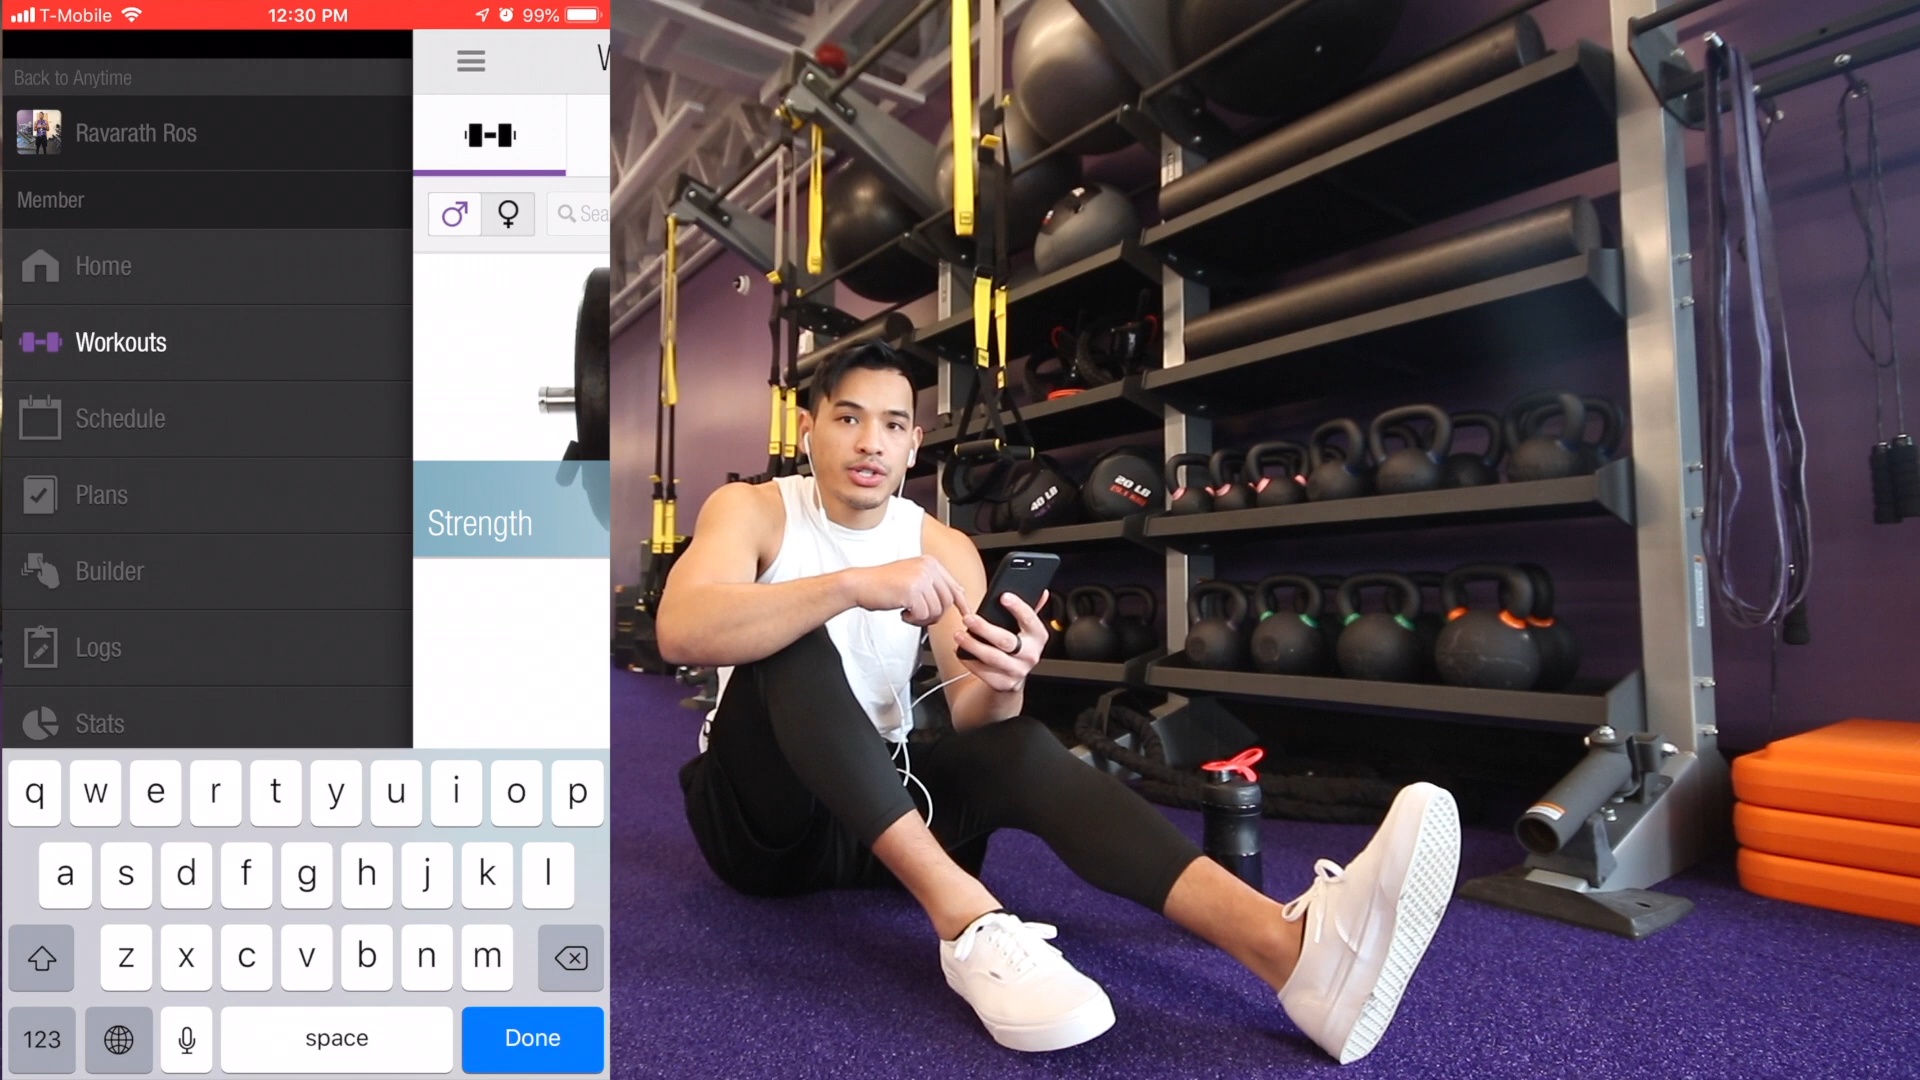 T-Mobile 12:30 PM 99%
Back to Anytime
Ravarath Ros
Member
Home
Workouts
Schedule
Plans
Builder
Logs
Stats
Sea
Strength
q w e r t y u i o p
a s d f g h j k l
z x c v b n m
123 space Done
40 LB
20 LB